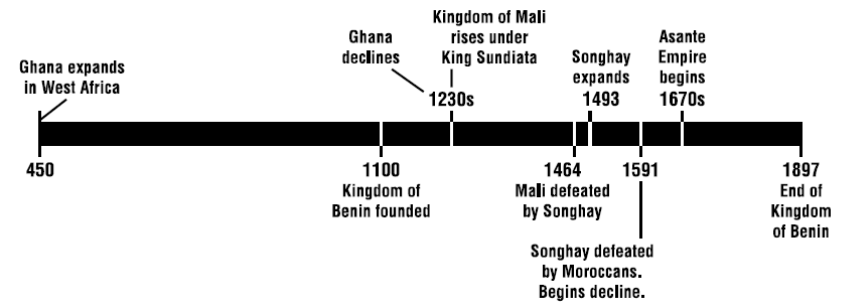 Ghana expands
in West Africa
Ghana
declines
Kingdom of Mali
rises under
King Sundiata
1230s
Songhay
expands
1493
Asante
Empire
begins
1670s
450
1100
Kingdom of
Benin founded
1464
Mali defeated
by Songhay
1591
Songhay defeated
by Moroccans.
Begins decline.
1897
End of
Kingdom
of Benin